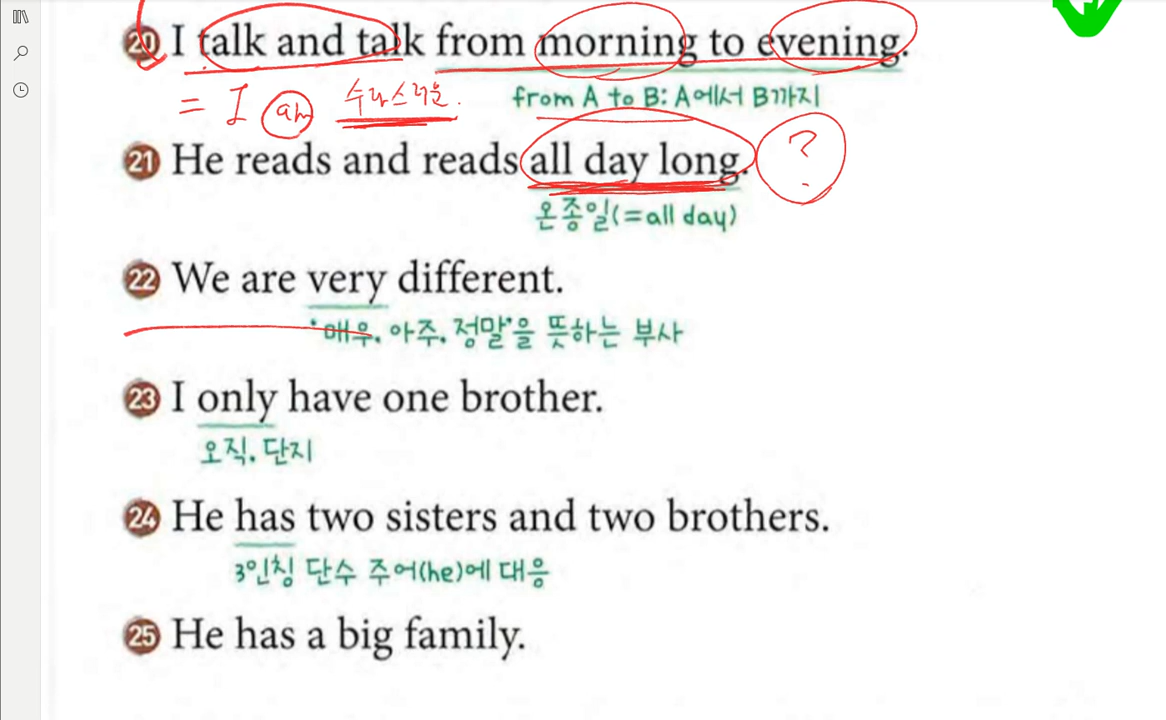 20 I talk and talk from morning to evening.
= I am 수다스러운.
from A to B: A에서 B까지
21 He reads and reads all day long. ?
온종일(=all day)
22 We are very different.
'매우, 아주, 정말'을 뜻하는 부사
23 I only have one brother.
오직, 단지
24 He has two sisters and two brothers.
3인칭 단수 주어(he)에 대응
25 He has a big family.